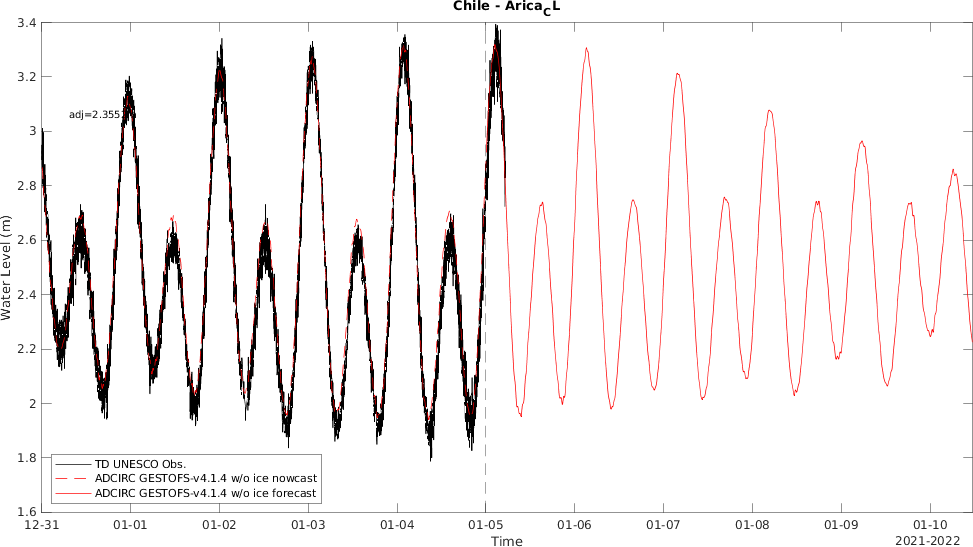 Chile - Arica_CL
3.4
3.2
3
2.8
2.6
2.4
2.2
2
1.8
1.6
Water Level (m)
adj=2.355
TD UNESCO Obs.
ADCIRC GESTOFS-v4.1.4 w/o ice nowcast
ADCIRC GESTOFS-v4.1.4 w/o ice forecast
12-31 01-01 01-02 01-03 01-04 01-05 01-06 01-07 01-08 01-09 01-10
Time
2021-2022